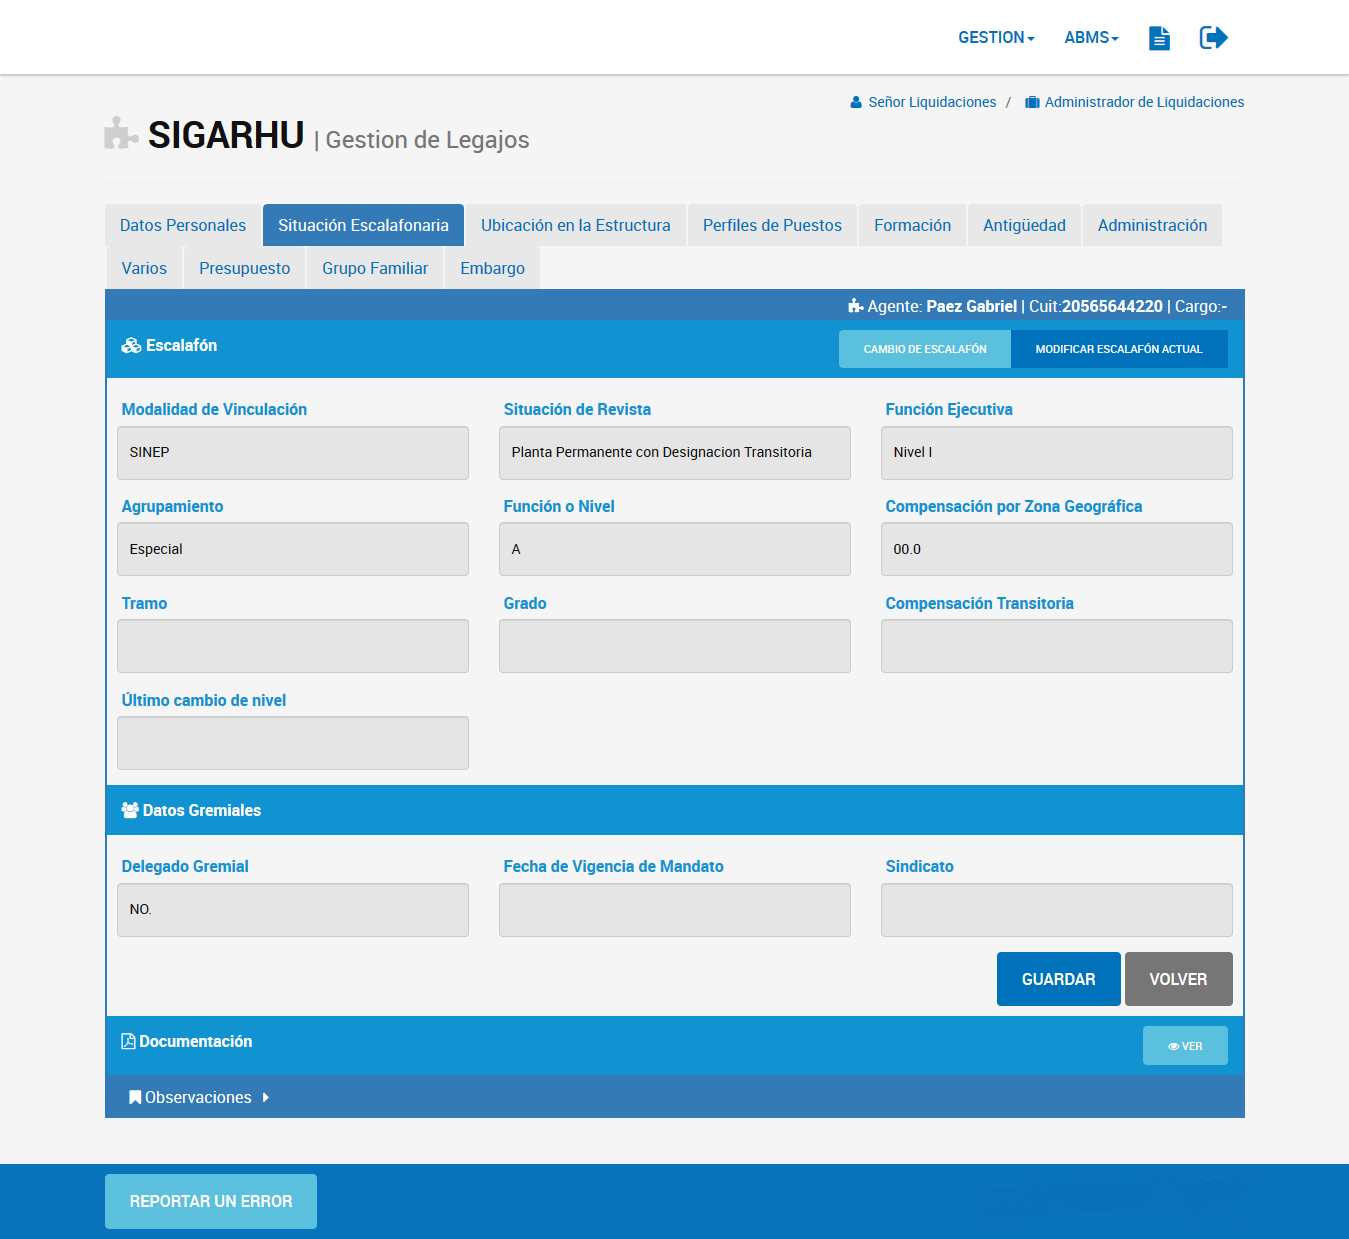 GESTION ABMS
Señor Liquidaciones / Administrador de Liquidaciones
SIGARHU | Gestion de Legajos
Datos Personales Situación Escalafonaria Ubicación en la Estructura Perfiles de Puestos Formación Antigüedad Administración
Varios Presupuesto Grupo Familiar Embargo
Agente: Paez Gabriel | Cuit:20565644220 | Cargo:-
Escalafón CAMBIO DE ESCALAFÓN MODIFICAR ESCALAFÓN ACTUAL
Modalidad de Vinculación Situación de Revista Función Ejecutiva
SINEP Planta Permanente con Designacion Transitoria Nivel I
Agrupamiento Función o Nivel Compensación por Zona Geográfica
Especial A 00.0
Tramo Grado Compensación Transitoria
Último cambio de nivel
Datos Gremiales
Delegado Gremial Fecha de Vigencia de Mandato Sindicato
NO.
GUARDAR VOLVER
Documentación VER
Observaciones
REPORTAR UN ERROR